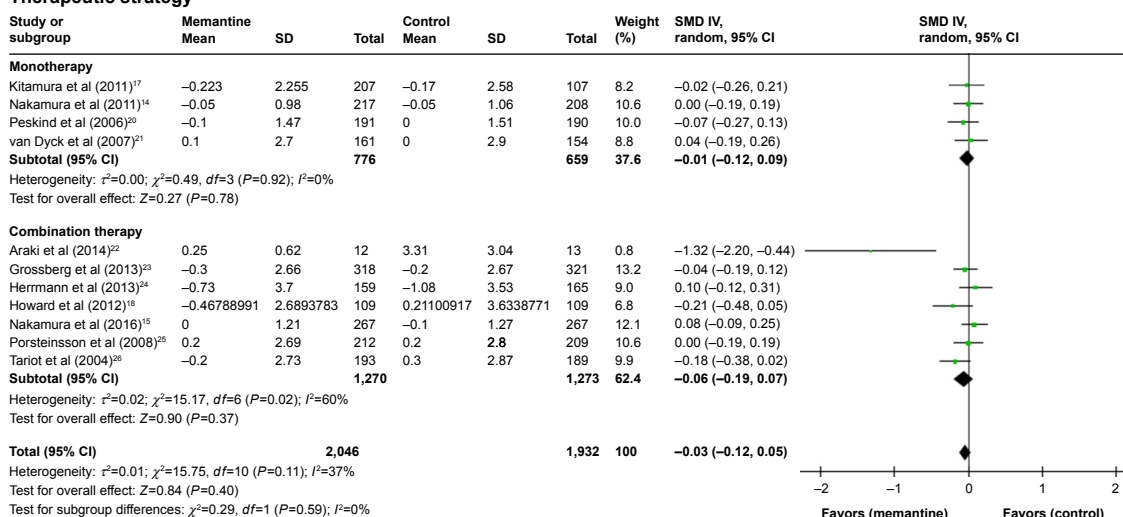 Therapeutic strategy
Study or subgroup Memantine Mean SD Total Control Mean SD Total Weight (%) SMD IV, random, 95% CI SMD IV, random, 95% CI
Monotherapy
Kitamura et al (2011)¹⁷ –0.223 2.255 207 –0.17 2.58 107 8.2 –0.02 (–0.26, 0.21)
Nakamura et al (2011)¹⁴ –0.05 0.98 217 –0.05 1.06 208 10.6 0.00 (–0.19, 0.19)
Peskind et al (2006)²⁰ –0.1 1.47 191 0 1.51 190 10.0 –0.07 (–0.27, 0.13)
van Dyck et al (2007)²¹ 0.1 2.7 161 0 2.9 154 8.8 0.04 (–0.19, 0.26)
Subtotal (95% CI) 776 659 37.6 –0.01 (–0.12, 0.09)
Heterogeneity: τ²=0.00; χ²=0.49, df=3 (P=0.92); I²=0%
Test for overall effect: Z=0.27 (P=0.78)
Combination therapy
Araki et al (2014)²² 0.25 0.62 12 3.31 3.04 13 0.8 –1.32 (–2.20, –0.44)
Grossberg et al (2013)²³ –0.3 2.66 318 –0.2 2.67 321 13.2 –0.04 (–0.19, 0.12)
Herrmann et al (2013)²⁴ –0.73 3.7 159 –1.08 3.53 165 9.0 0.10 (–0.12, 0.31)
Howard et al (2012)¹⁸ –0.46788991 2.6893783 109 0.21100917 3.6338771 109 6.8 –0.21 (–0.48, 0.05)
Nakamura et al (2016)¹⁵ 0 1.21 267 –0.1 1.27 267 12.1 0.08 (–0.09, 0.25)
Porsteinsson et al (2008)²⁵ 0.2 2.69 212 0.2 2.8 209 10.6 0.00 (–0.19, 0.19)
Tariot et al (2004)²⁶ –0.2 2.73 193 0.3 2.87 189 9.9 –0.18 (–0.38, 0.02)
Subtotal (95% CI) 1,270 1,273 62.4 –0.06 (–0.19, 0.07)
Heterogeneity: τ²=0.02; χ²=15.17, df=6 (P=0.02); I²=60%
Test for overall effect: Z=0.90 (P=0.37)
Total (95% CI) 2,046 1,932 100 –0.03 (–0.12, 0.05)
Heterogeneity: τ²=0.01; χ²=15.75, df=10 (P=0.11); I²=37%
Test for overall effect: Z=0.84 (P=0.40)
Test for subgroup differences: χ²=0.29, df=1 (P=0.59); I²=0%
–2 –1 0 1 2
Favors (memantine) Favors (control)